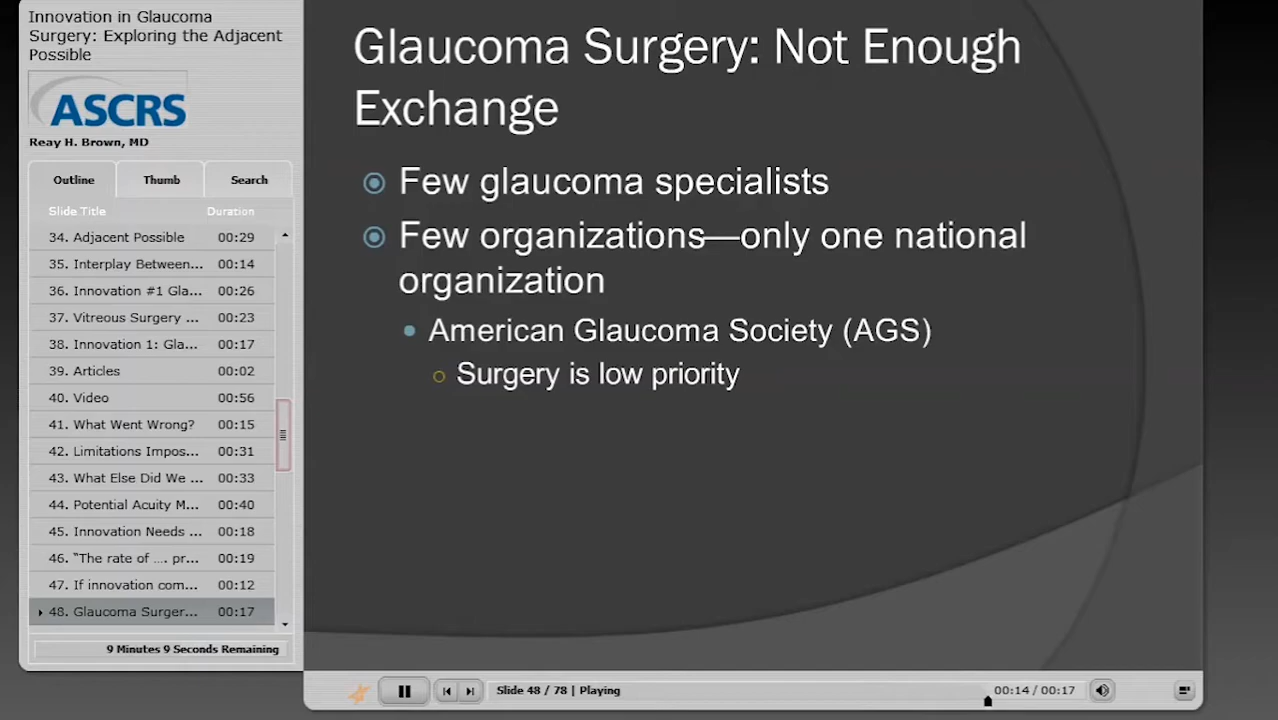 Innovation in Glaucoma
Surgery: Exploring the Adjacent
Possible
ASCRS
Reay H. Brown, MD
Outline Thumb Search
Slide Title Duration
34. Adjacent Possible 00:29
35. Interplay Between... 00:14
36. Innovation #1 Gla... 00:26
37. Vitreous Surgery ... 00:23
38. Innovation 1: Gla... 00:17
39. Articles 00:02
40. Video 00:56
41. What Went Wrong? 00:15
42. Limitations Impos... 00:31
43. What Else Did We ... 00:33
44. Potential Acuity M... 00:40
45. Innovation Needs ... 00:18
46. "The rate of …. pr... 00:19
47. If innovation com... 00:12
48. Glaucoma Surger... 00:17
9 Minutes 9 Seconds Remaining
Glaucoma Surgery: Not Enough
Exchange
Few glaucoma specialists
Few organizations—only one national
organization
American Glaucoma Society (AGS)
Surgery is low priority
Slide 48 / 78 | Playing
00:14 / 00:17